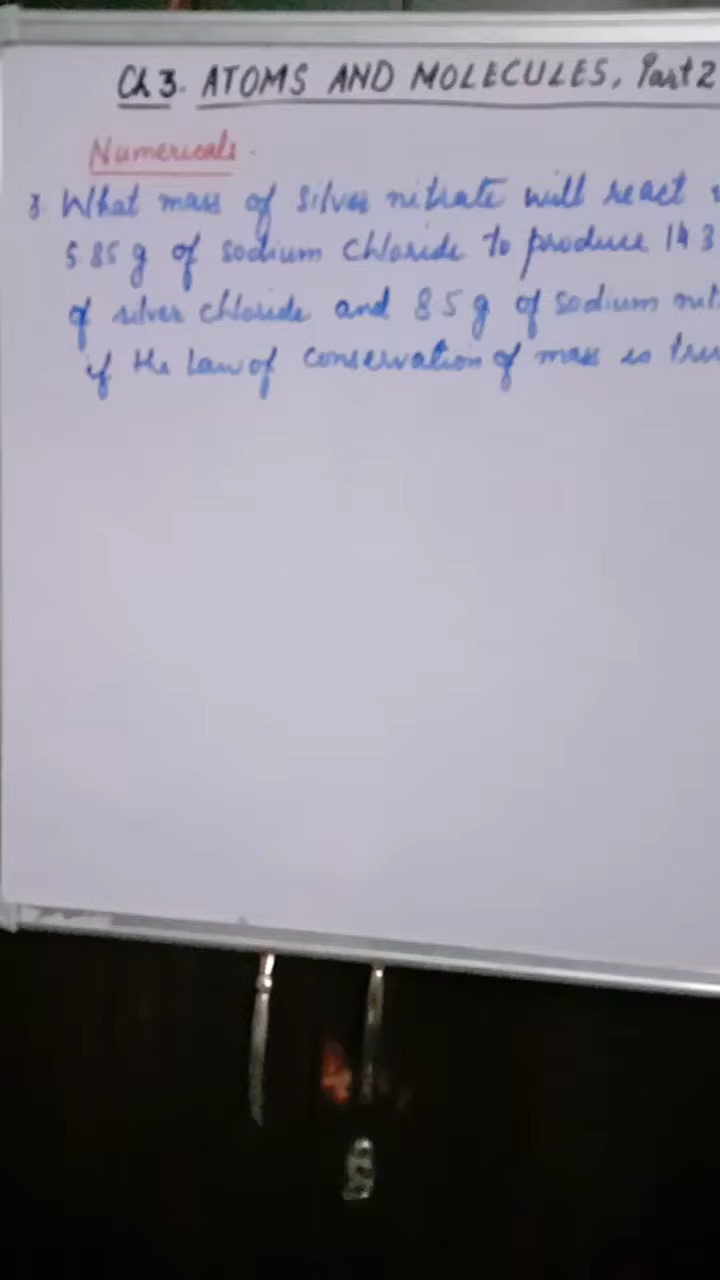 Ch 3. ATOMS AND MOLECULES, Part 2
Numericals.
3. What mass of silver nitrate will react
5.85 g of sodium chloride to produce 14.3
of silver chloride and 8.5 g of sodium nit
if the law of conservation of mass is true